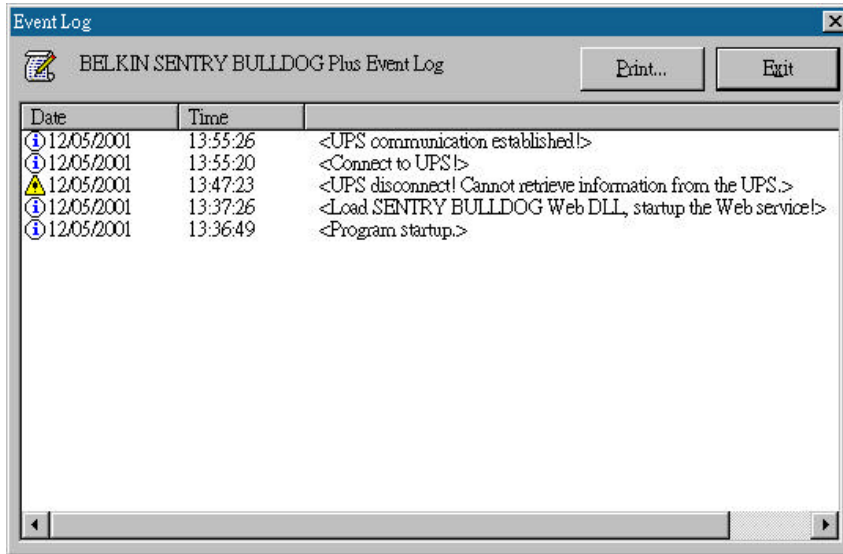 Event Log
BELKIN SENTRY BULLDOG Plus Event Log
Print...
Exit
Date Time
12/05/2001 13:55:26 <UPS communication established!>
12/05/2001 13:55:20 <Connect to UPS!>
12/05/2001 13:47:23 <UPS disconnect! Cannot retrieve information from the UPS.>
12/05/2001 13:37:26 <Load SENTRY BULLDOG Web DLL, startup the Web service!>
12/05/2001 13:36:49 <Program startup.>